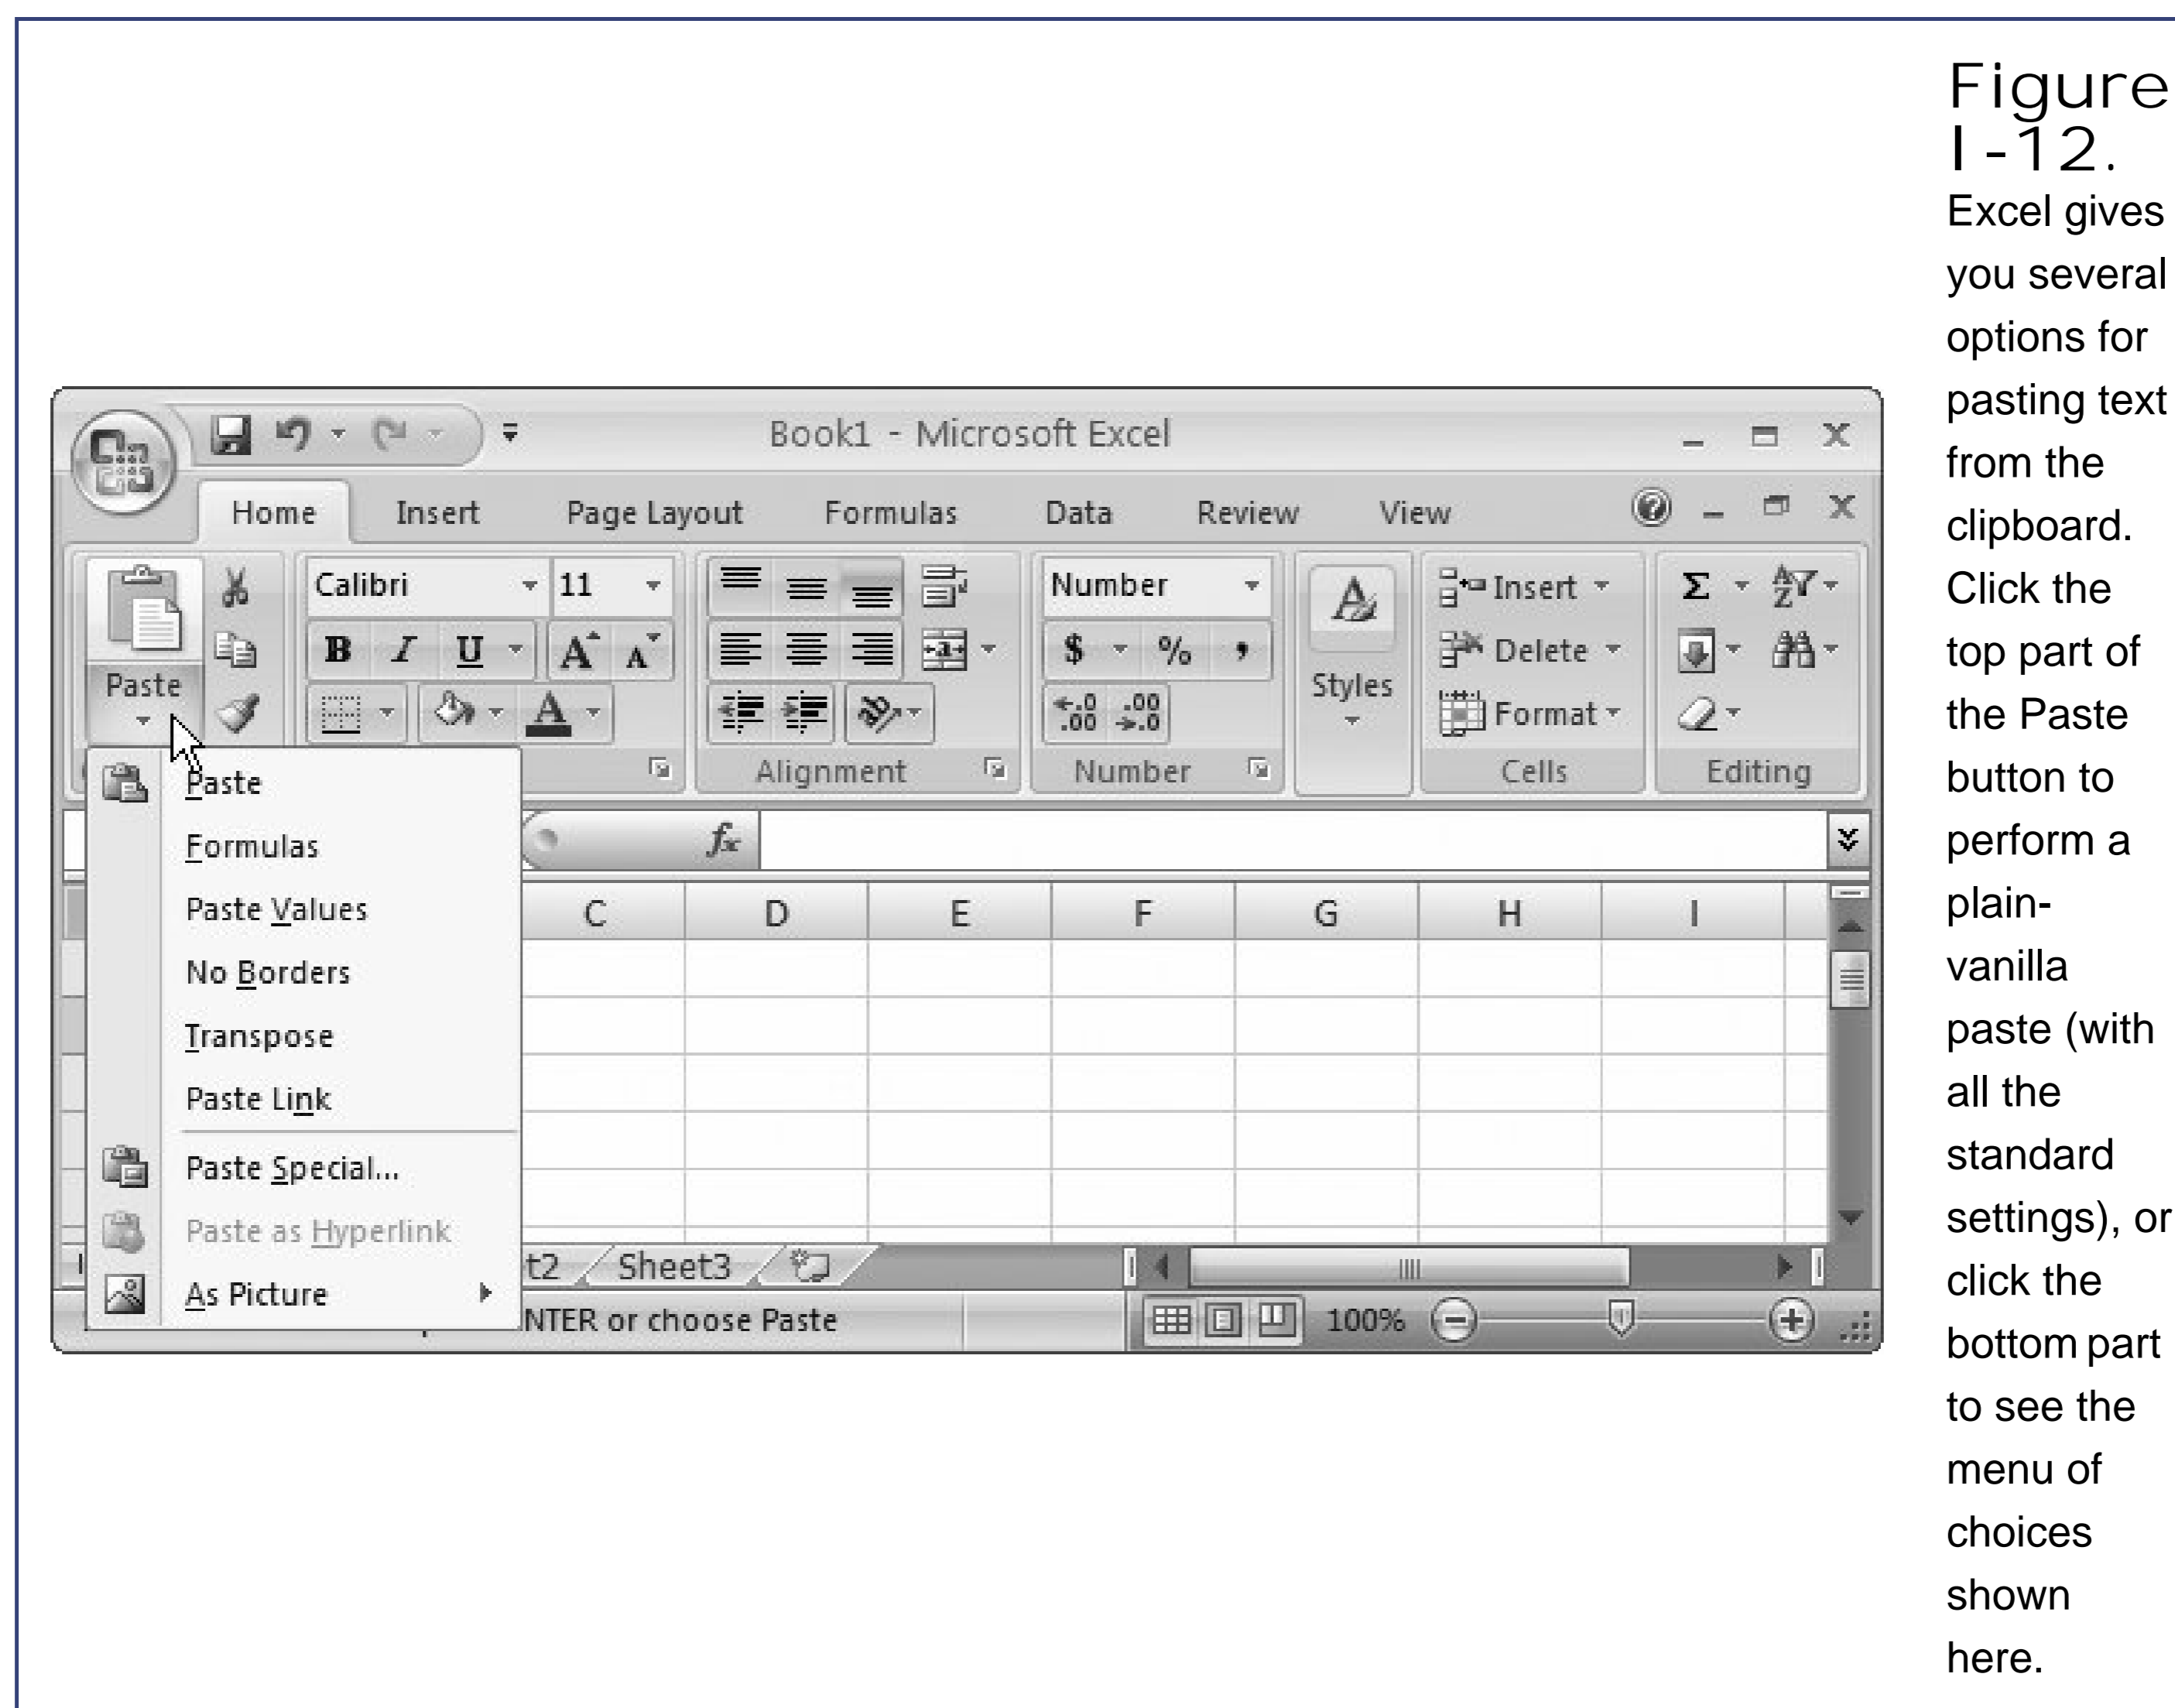 Figure
I-12.
Excel gives
you several
options for
pasting text
from the
clipboard.
Click the
top part of
the Paste
button to
perform a
plain-
vanilla
paste (with
all the
standard
settings), or
click the
bottom part
to see the
menu of
choices
shown
here.
Book1 - Microsoft Excel
Home Insert Page Layout Formulas Data Review View
Calibri 11 Number Insert
B I U A A $ % , Delete
Paste Styles Format
Alignment Number Cells Editing
Paste
Formulas
fx
Paste Values
C D E F G H I
No Borders
Transpose
Paste Link
Paste Special...
Paste as Hyperlink
t2 Sheet3
As Picture
NTER or choose Paste 100%